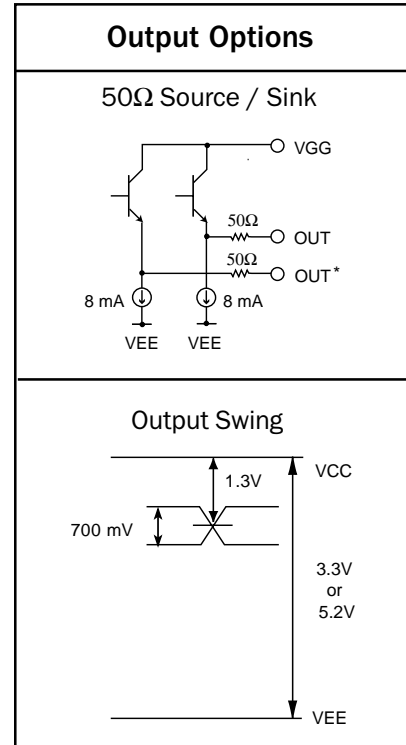 Output Options
50Ω Source / Sink
VGG
50Ω
OUT
50Ω
OUT*
8 mA
8 mA
VEE
VEE
Output Swing
VCC
1.3V
700 mV
3.3V
or
5.2V
VEE